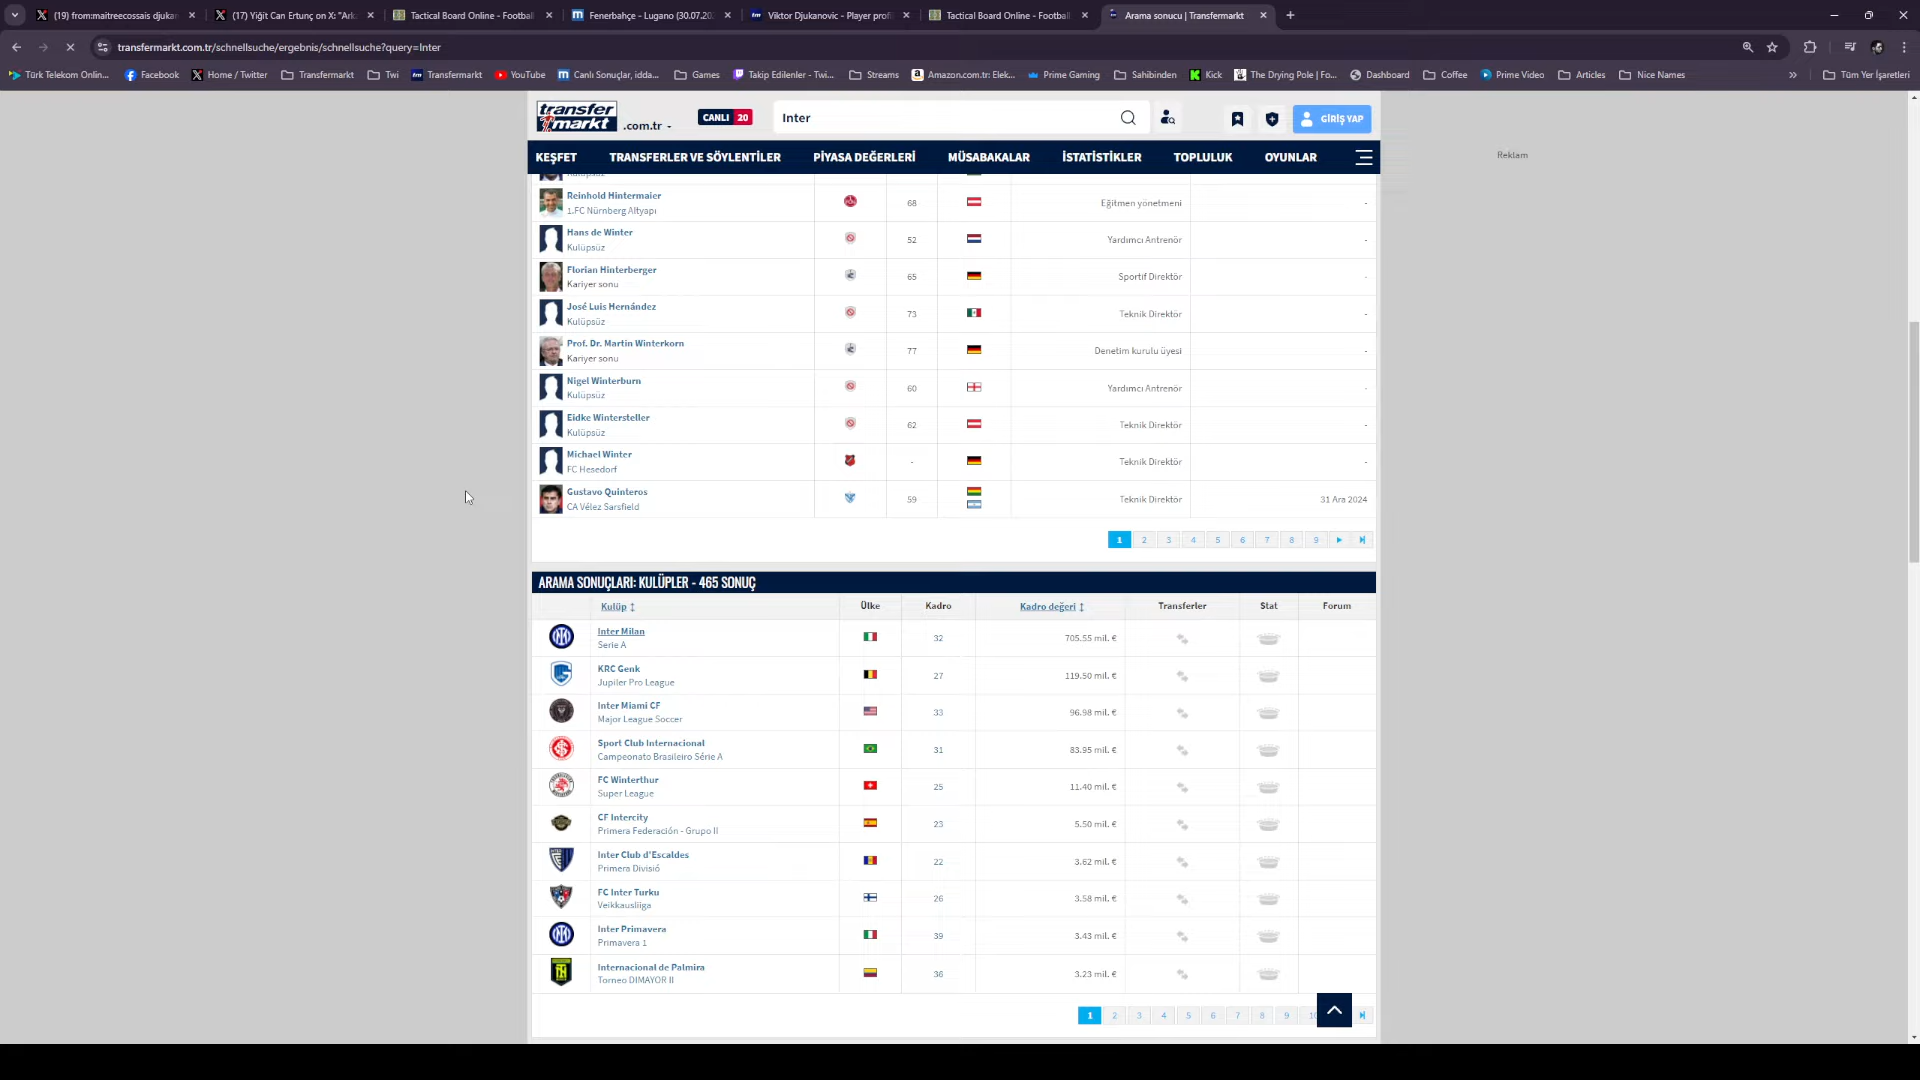 (19) from:maitreecossais djukan
(17) Yiğit Can Ertunç on X: "Arka
Tactical Board Online - Football
Fenerbahçe - Lugano (30.07.202
Viktor Djukanovic - Player profil
Tactical Board Online - Football
Arama sonucu | Transfermarkt
transfermarkt.com.tr/schnellsuche/ergebnis/schnellsuche?query=Inter
Türk Telekom Onlin...
Facebook
Home / Twitter
Transfermarkt
Twi
Transfermarkt
YouTube
Canlı Sonuçlar, idda...
Games
Takip Edilenler - Twi...
Streams
Amazon.com.tr: Elek...
Prime Gaming
Sahibinden
Kick
The Drying Pole | Fo...
Dashboard
Coffee
Prime Video
Articles
Nice Names
»
Tüm Yer İşaretleri
transfer
markt
.com.tr
CANLI 20
Inter
GİRİŞ YAP
KEŞFET
TRANSFERLER VE SÖYLENTİLER
PİYASA DEĞERLERİ
MÜSABAKALAR
İSTATİSTİKLER
TOPLULUK
OYUNLAR
Reklam
Kulüpsüz
Reinhold Hintermaier
1.FC Nürnberg Altyapı
68 Eğitmen yönetmeni -
Hans de Winter
Kulüpsüz
52 Yardımcı Antrenör -
Florian Hinterberger
Kariyer sonu
65 Sportif Direktör -
José Luis Hernández
Kulüpsüz
73 Teknik Direktör -
Prof. Dr. Martin Winterkorn
Kariyer sonu
77 Denetim kurulu üyesi -
Nigel Winterburn
Kulüpsüz
60 Yardımcı Antrenör -
Eidke Wintersteller
Kulüpsüz
62 Teknik Direktör -
Michael Winter
FC Hesedorf
- Teknik Direktör -
Gustavo Quinteros
CA Vélez Sarsfield
59 Teknik Direktör 31 Ara 2024
1 2 3 4 5 6 7 8 9
ARAMA SONUÇLARI: KULÜPLER - 465 SONUÇ
Kulüp Ülke Kadro Kadro değeri Transferler Stat Forum
Inter Milan
Serie A
32 705.55 mil. €
KRC Genk
Jupiler Pro League
27 119.50 mil. €
Inter Miami CF
Major League Soccer
33 96.98 mil. €
Sport Club Internacional
Campeonato Brasileiro Série A
31 83.95 mil. €
FC Winterthur
Super League
25 11.40 mil. €
CF Intercity
Primera Federación - Grupo II
23 5.50 mil. €
Inter Club d'Escaldes
Primera Divisió
22 3.62 mil. €
FC Inter Turku
Veikkausliiga
26 3.58 mil. €
Inter Primavera
Primavera 1
39 3.43 mil. €
Internacional de Palmira
Torneo DIMAYOR II
36 3.23 mil. €
1 2 3 4 5 6 7 8 9